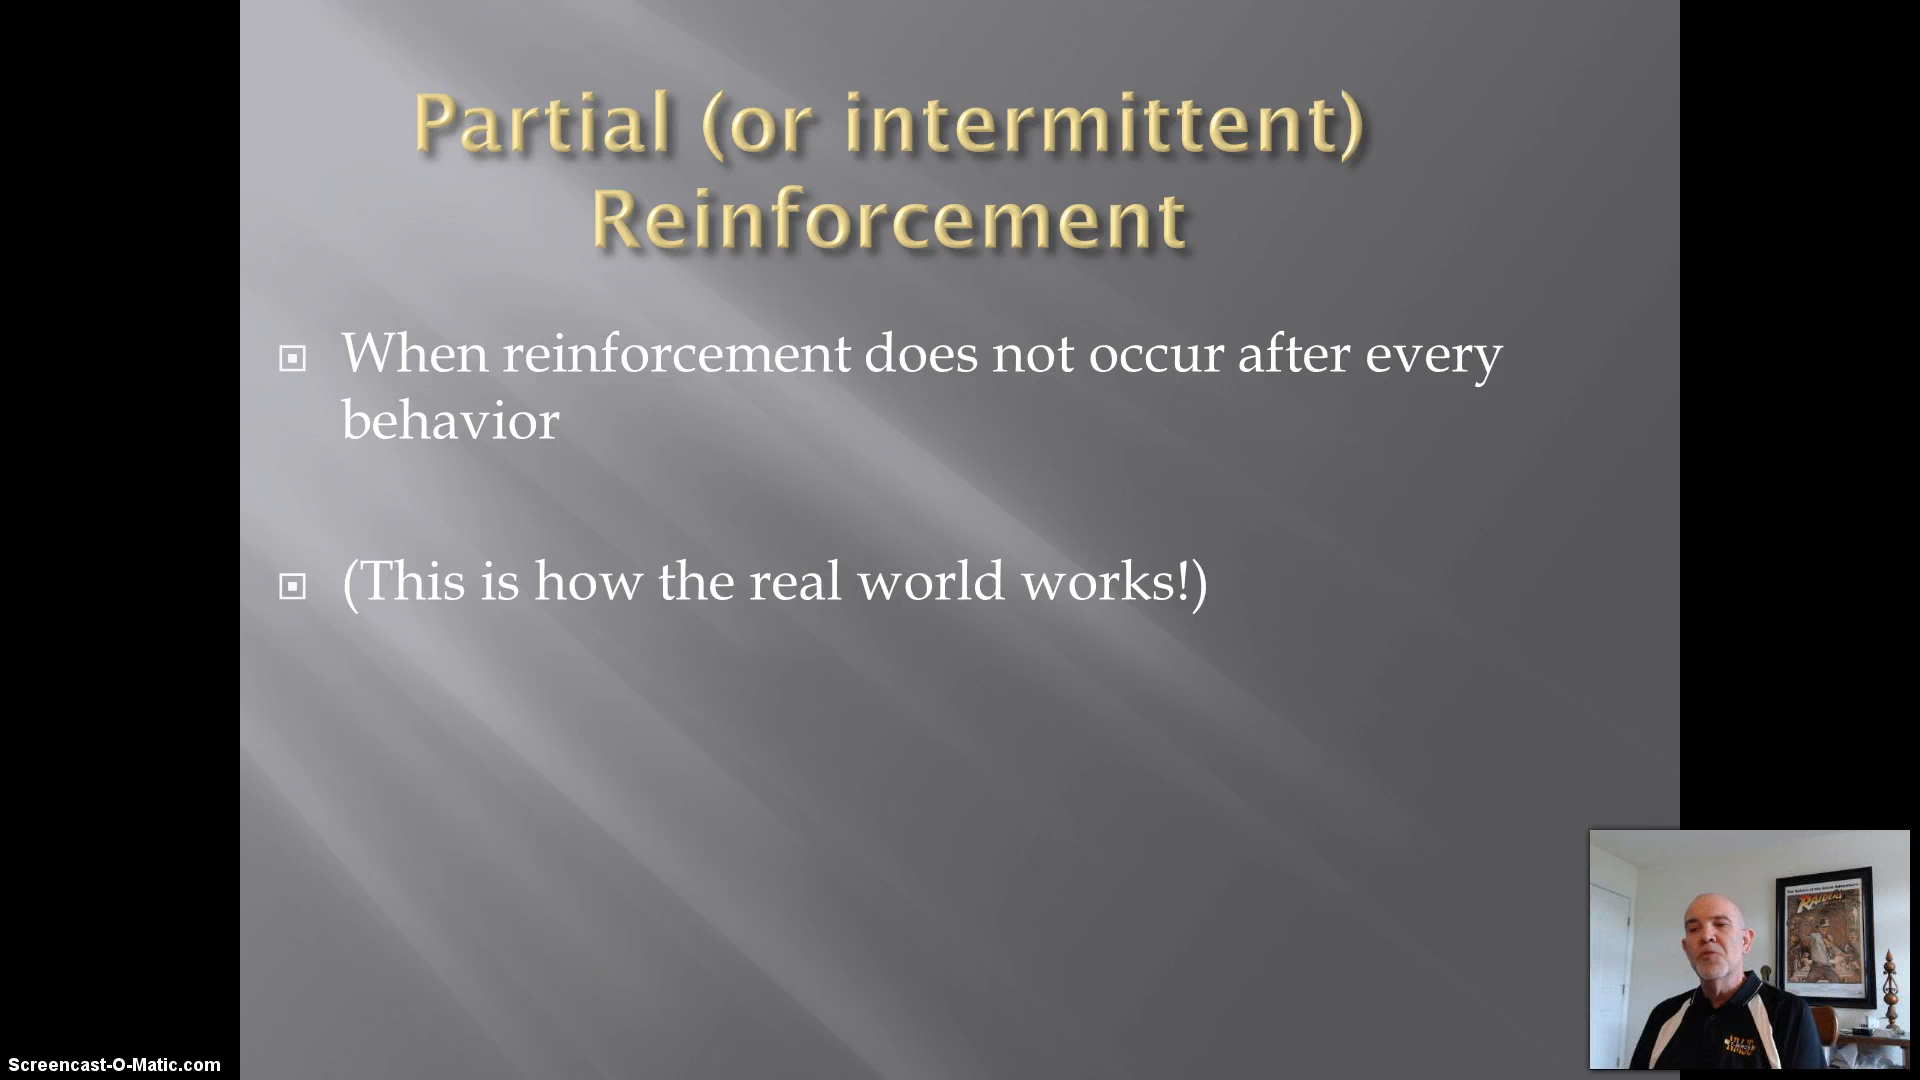 Partial (or intermittent)
Reinforcement
When reinforcement does not occur after every
behavior
(This is how the real world works!)
RAIDERS
Screencast-O-Matic.com